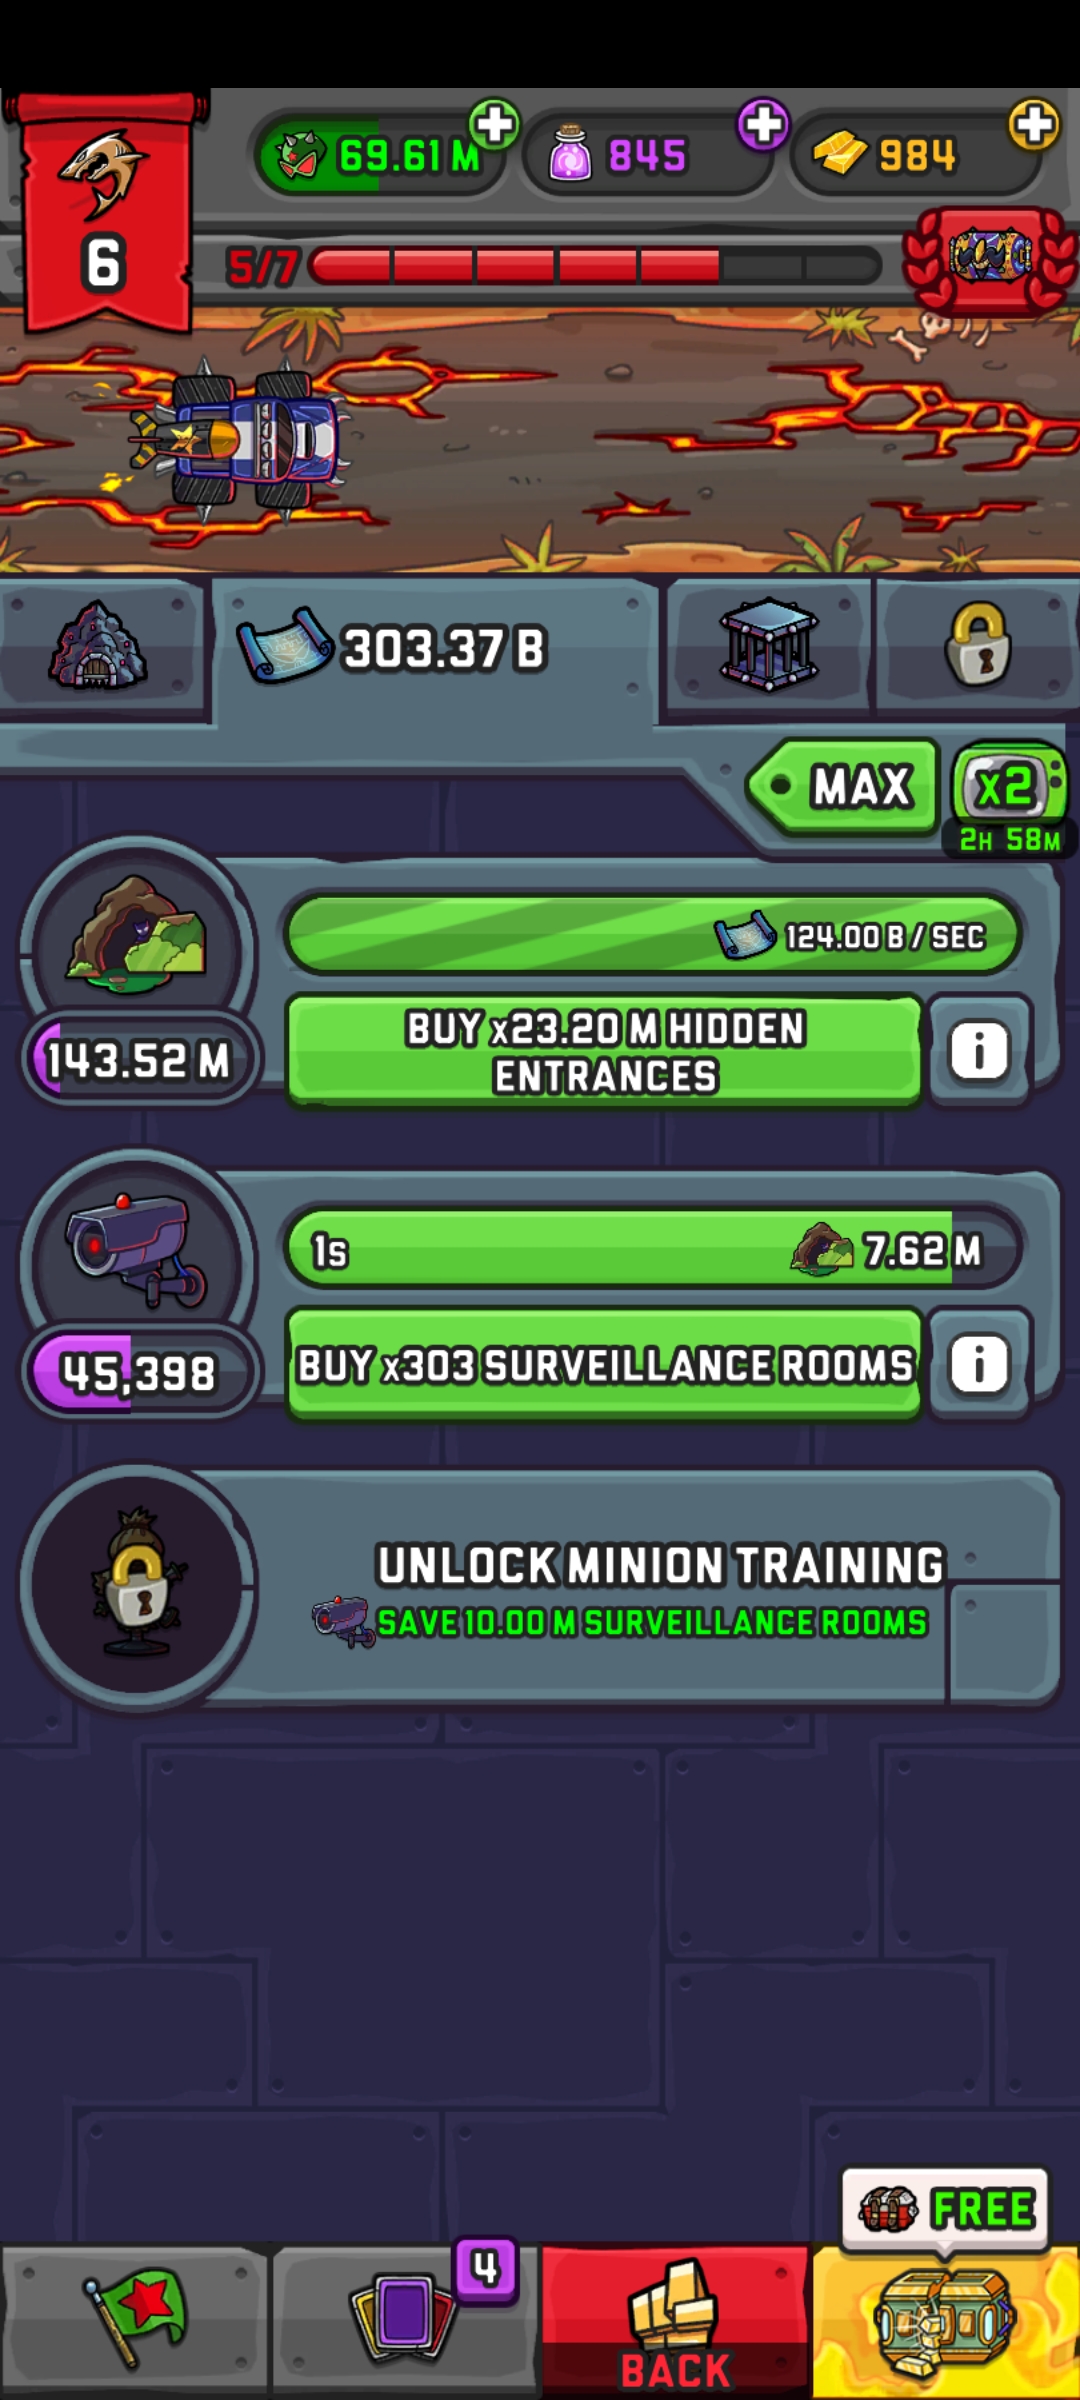 69.61 M
845
984
6
5/7
303.37 B
MAX
x2
2H 58M
124.00 B / SEC
143.52 M
BUY x23.20 M HIDDEN
ENTRANCES
i
1s
7.62 M
45,398
BUY x303 SURVEILLANCE ROOMS
i
UNLOCK MINION TRAINING
SAVE 10.00 M SURVEILLANCE ROOMS
FREE
4
BACK